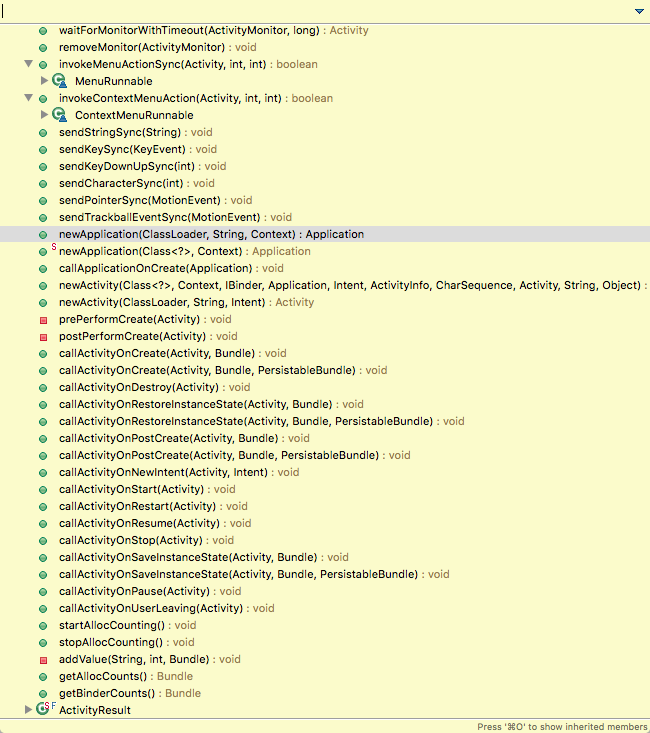 waitForMonitorWithTimeout(ActivityMonitor, long) : Activity
removeMonitor(ActivityMonitor) : void
invokeMenuActionSync(Activity, int, int) : boolean
MenuRunnable
invokeContextMenuAction(Activity, int, int) : boolean
ContextMenuRunnable
sendStringSync(String) : void
sendKeySync(KeyEvent) : void
sendKeyDownUpSync(int) : void
sendCharacterSync(int) : void
sendPointerSync(MotionEvent) : void
sendTrackballEventSync(MotionEvent) : void
newApplication(ClassLoader, String, Context) : Application
S newApplication(Class<?>, Context) : Application
callApplicationOnCreate(Application) : void
newActivity(Class<?>, Context, IBinder, Application, Intent, ActivityInfo, CharSequence, Activity, String, Object) :
newActivity(ClassLoader, String, Intent) : Activity
prePerformCreate(Activity) : void
postPerformCreate(Activity) : void
callActivityOnCreate(Activity, Bundle) : void
callActivityOnCreate(Activity, Bundle, PersistableBundle) : void
callActivityOnDestroy(Activity) : void
callActivityOnRestoreInstanceState(Activity, Bundle) : void
callActivityOnRestoreInstanceState(Activity, Bundle, PersistableBundle) : void
callActivityOnPostCreate(Activity, Bundle) : void
callActivityOnPostCreate(Activity, Bundle, PersistableBundle) : void
callActivityOnNewIntent(Activity, Intent) : void
callActivityOnStart(Activity) : void
callActivityOnRestart(Activity) : void
callActivityOnResume(Activity) : void
callActivityOnStop(Activity) : void
callActivityOnSaveInstanceState(Activity, Bundle) : void
callActivityOnSaveInstanceState(Activity, Bundle, PersistableBundle) : void
callActivityOnPause(Activity) : void
callActivityOnUserLeaving(Activity) : void
startAllocCounting() : void
stopAllocCounting() : void
addValue(String, int, Bundle) : void
getAllocCounts() : Bundle
getBinderCounts() : Bundle
S F ActivityResult
Press '⌘O' to show inherited members